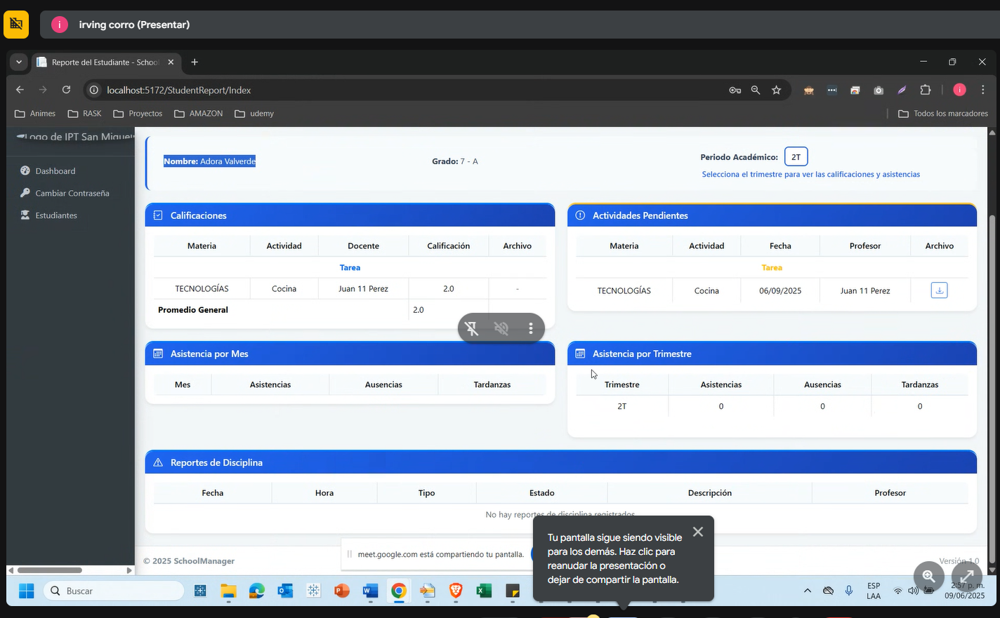 i irving corro (Presentar)
Reporte del Estudiante - School
localhost:5172/StudentReport/Index
i
Animes RASK Proyectos AMAZON udemy Todos los marcadores
Logo de IPT San Miguel
Dashboard
Cambiar Contraseña
Estudiantes
Nombre: Adora Valverde
Grado: 7 - A
Periodo Académico: 2T
Selecciona el trimestre para ver las calificaciones y asistencias
Calificaciones
Materia Actividad Docente Calificación Archivo
Tarea
TECNOLOGÍAS Cocina Juan 11 Perez 2.0 -
Promedio General 2.0
Actividades Pendientes
Materia Actividad Fecha Profesor Archivo
Tarea
TECNOLOGÍAS Cocina 06/09/2025 Juan 11 Perez
Asistencia por Mes
Mes Asistencias Ausencias Tardanzas
Asistencia por Trimestre
Trimestre Asistencias Ausencias Tardanzas
2T 0 0 0
Reportes de Disciplina
Fecha Hora Tipo Estado Descripción Profesor
No hay reportes de disciplina registrados
© 2025 SchoolManager
Versión 1.0
meet.google.com está compartiendo tu pantalla.
Tu pantalla sigue siendo visible
para los demás. Haz clic para
reanudar la presentación o
dejar de compartir la pantalla.
Buscar
ESP
LAA
2:57 p. m.
09/06/2025